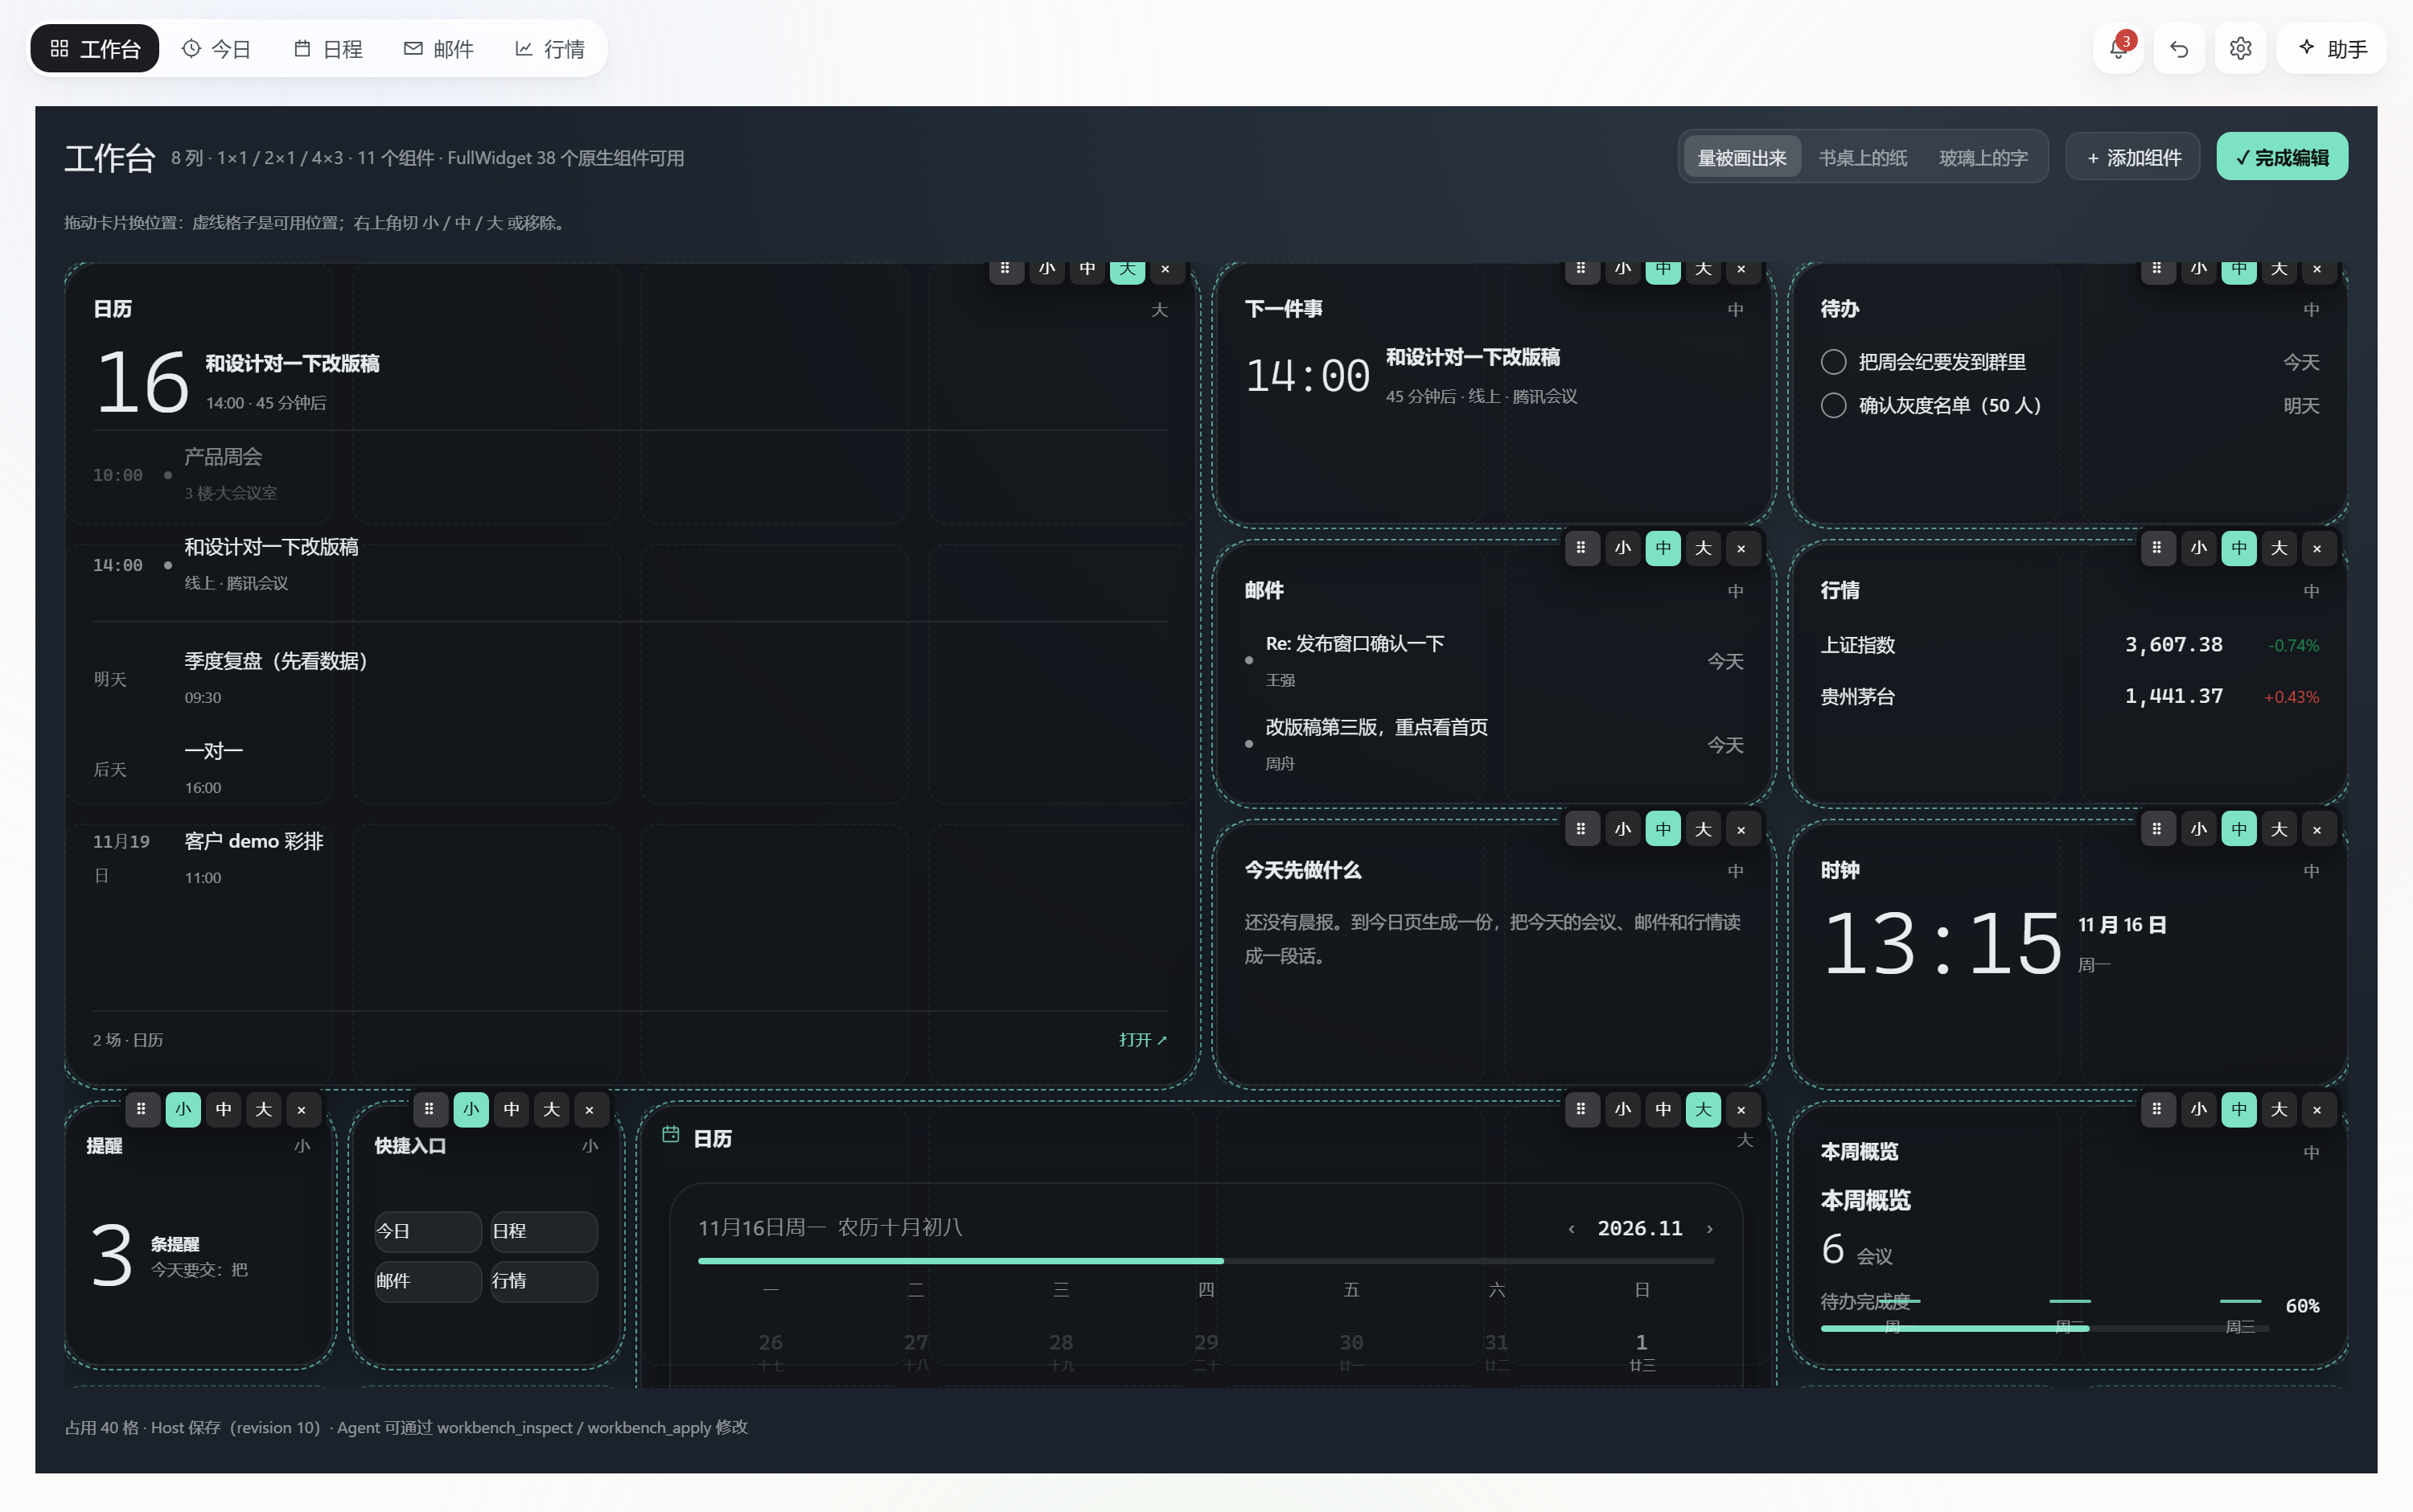 工作台 今日 日程 邮件 行情 3 助手
工作台 8 列 · 1×1 / 2×1 / 4×3 · 11 个组件 · FullWidget 38 个原生组件可用 量被画出来 书桌上的纸 玻璃上的字 + 添加组件 ✓ 完成编辑
拖动卡片换位置：虚线格子是可用位置；右上角切 小 / 中 / 大 或移除。
小 中 大 ×
日历 大
16 和设计对一下改版稿
14:00 · 45 分钟后
10:00 产品周会
3 楼·大会议室
14:00 和设计对一下改版稿
线上 · 腾讯会议
明天 季度复盘（先看数据）
09:30
后天 一对一
16:00
11月19日 客户 demo 彩排
11:00
2 场 · 日历 打开 ↗
小 中 大 ×
下一件事 中
14:00 和设计对一下改版稿
45 分钟后 · 线上 · 腾讯会议
小 中 大 ×
待办 中
把周会纪要发到群里 今天
确认灰度名单（50 人） 明天
小 中 大 ×
邮件 中
Re: 发布窗口确认一下 今天
王强
改版稿第三版，重点看首页 今天
周舟
小 中 大 ×
行情 中
上证指数 3,607.38 -0.74%
贵州茅台 1,441.37 +0.43%
小 中 大 ×
今天先做什么 中
还没有晨报。到今日页生成一份，把今天的会议、邮件和行情读
成一段话。
小 中 大 ×
时钟 中
13:15 11 月 16 日
周一
小 中 大 ×
提醒 小
3 条提醒
今天要交：把
小 中 大 ×
快捷入口 小
今日 日程
邮件 行情
小 中 大 ×
日历 大
11月16日周一 农历十月初八 ‹ 2026.11 ›
一 二 三 四 五 六 日
26 27 28 29 30 31 1
十七 十八 十九 二十 廿一 廿二 廿三
小 中 大 ×
本周概览 中
本周概览
6 会议
待办完成度 60%
周一 周二 周三
占用 40 格 · Host 保存（revision 10） · Agent 可通过 workbench_inspect / workbench_apply 修改